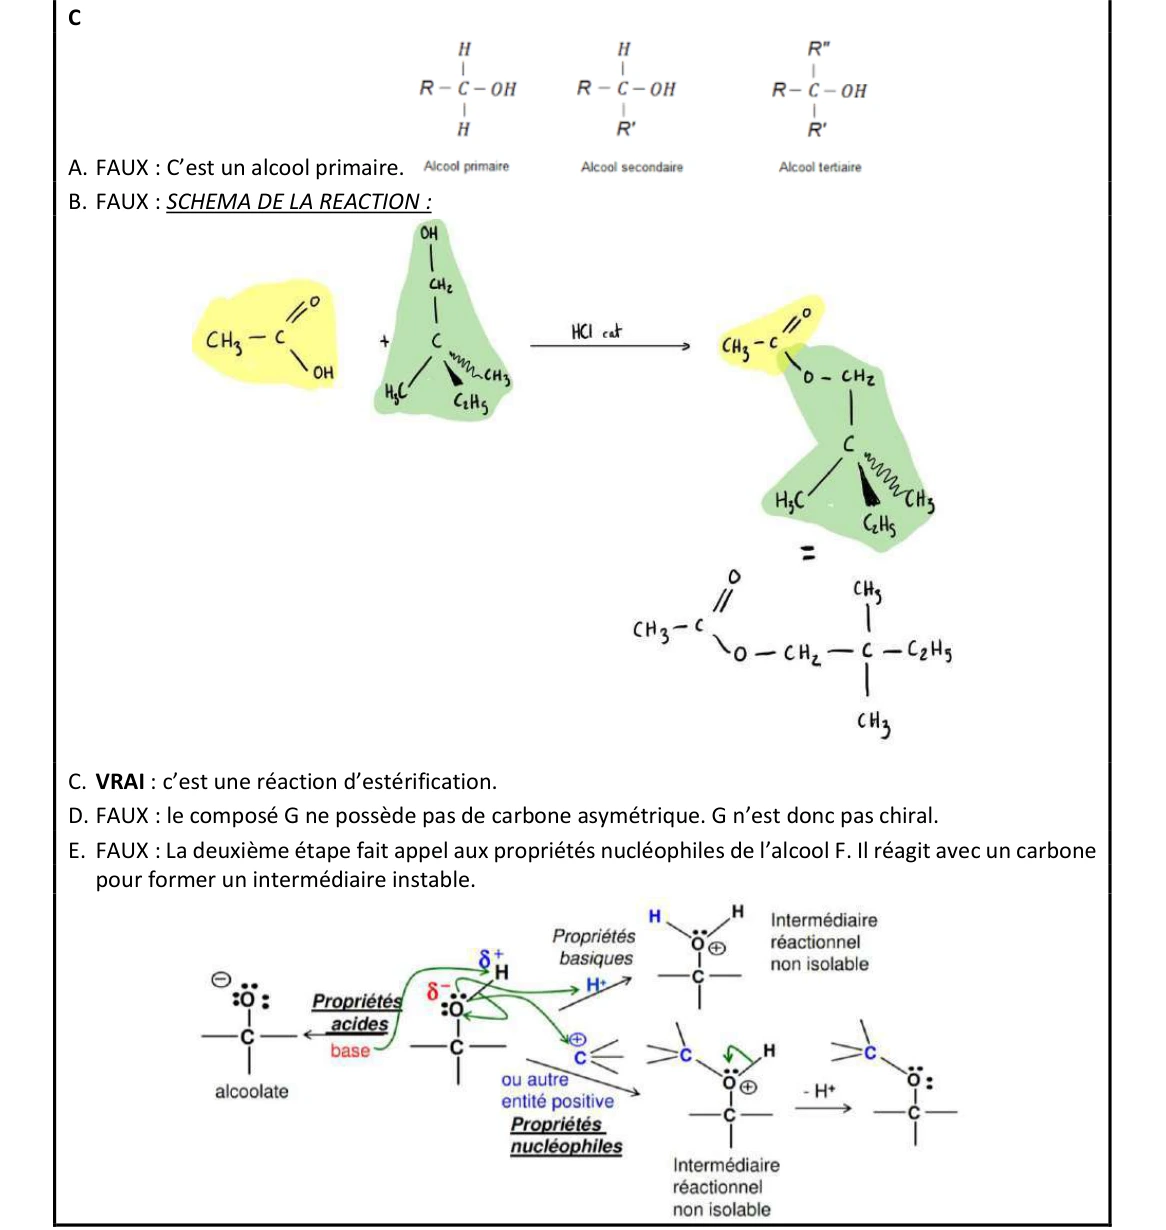 C
H H R"
R – C – OH R – C – OH R – C – OH
H R' R'
A. FAUX : C’est un alcool primaire. Alcool primaire Alcool secondaire Alcool tertiaire
B. FAUX : SCHEMA DE LA REACTION :
OH
CH2
O
CH3 – C
OH
+
C
H3C
CH3
C2H5
HCl cat
O
CH3 – C
O – CH2
C
H3C
CH3
C2H5
=
O
CH3
CH3 – C
O – CH2 – C – C2H5
CH3
C. VRAI : c’est une réaction d’estérification.
D. FAUX : le composé G ne possède pas de carbone asymétrique. G n’est donc pas chiral.
E. FAUX : La deuxième étape fait appel aux propriétés nucléophiles de l’alcool F. Il réagit avec un carbone
pour former un intermédiaire instable.
⊖
:O:
C
alcoolate
Propriétés
acides
base
δ+
H
δ-
:O
C
Propriétés
basiques
H+
H H
O ⊕
C
Intermédiaire
réactionnel
non isolable
⊕
C
ou autre
entité positive
Propriétés
nucléophiles
C
H
O ⊕
C
Intermédiaire
réactionnel
non isolable
- H+
C
O:
C